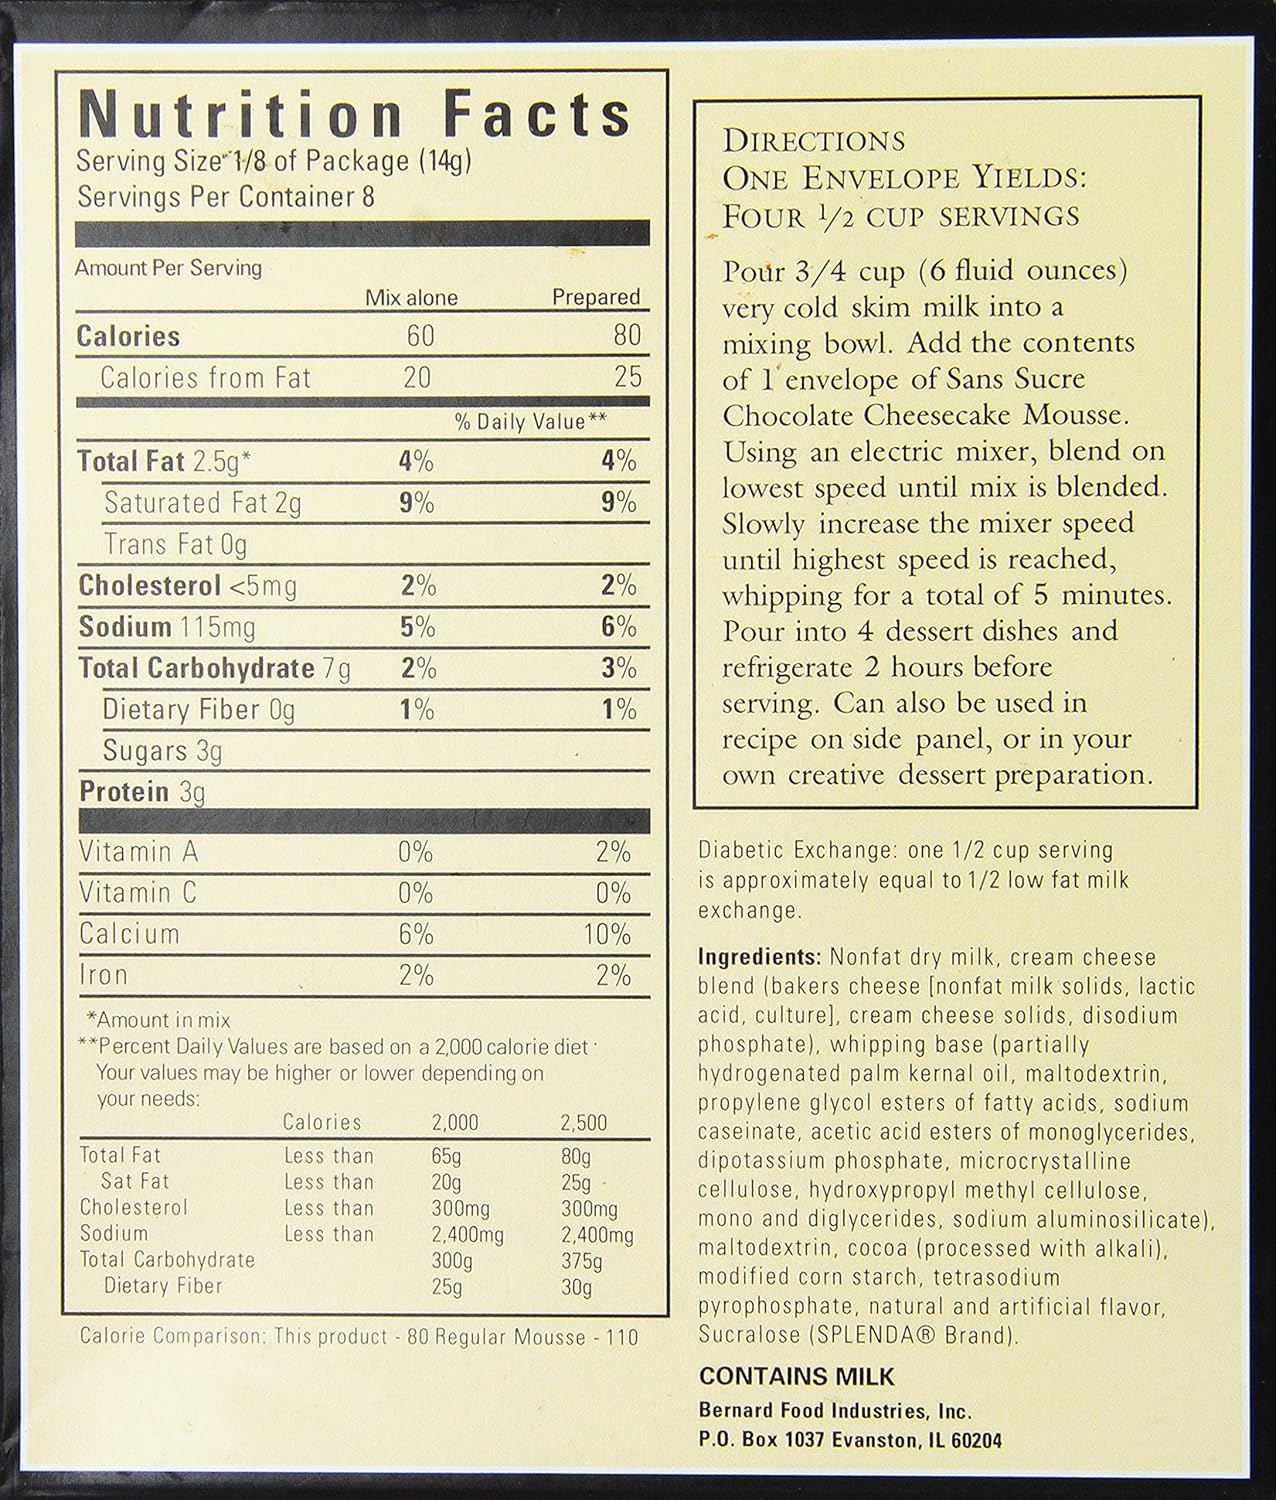 Nutrition Facts
Serving Size 1/8 of Package (14g)
Servings Per Container 8
Amount Per Serving
Mix alone Prepared
Calories 60 80
Calories from Fat 20 25
% Daily Value**
Total Fat 2.5g* 4% 4%
Saturated Fat 2g 9% 9%
Trans Fat 0g
Cholesterol <5mg 2% 2%
Sodium 115mg 5% 6%
Total Carbohydrate 7g 2% 3%
Dietary Fiber 0g 1% 1%
Sugars 3g
Protein 3g
Vitamin A 0% 2%
Vitamin C 0% 0%
Calcium 6% 10%
Iron 2% 2%
*Amount in mix
**Percent Daily Values are based on a 2,000 calorie diet
Your values may be higher or lower depending on
your needs:
Calories 2,000 2,500
Total Fat Less than 65g 80g
Sat Fat Less than 20g 25g
Cholesterol Less than 300mg 300mg
Sodium Less than 2,400mg 2,400mg
Total Carbohydrate 300g 375g
Dietary Fiber 25g 30g
Calorie Comparison: This product - 80 Regular Mousse - 110
DIRECTIONS
ONE ENVELOPE YIELDS:
FOUR 1/2 CUP SERVINGS
Pour 3/4 cup (6 fluid ounces)
very cold skim milk into a
mixing bowl. Add the contents
of 1 envelope of Sans Sucre
Chocolate Cheesecake Mousse.
Using an electric mixer, blend on
lowest speed until mix is blended.
Slowly increase the mixer speed
until highest speed is reached,
whipping for a total of 5 minutes.
Pour into 4 dessert dishes and
refrigerate 2 hours before
serving. Can also be used in
recipe on side panel, or in your
own creative dessert preparation.
Diabetic Exchange: one 1/2 cup serving
is approximately equal to 1/2 low fat milk
exchange.
Ingredients: Nonfat dry milk, cream cheese
blend (bakers cheese [nonfat milk solids, lactic
acid, culture], cream cheese solids, disodium
phosphate), whipping base (partially
hydrogenated palm kernal oil, maltodextrin,
propylene glycol esters of fatty acids, sodium
caseinate, acetic acid esters of monoglycerides,
dipotassium phosphate, microcrystalline
cellulose, hydroxypropyl methyl cellulose,
mono and diglycerides, sodium aluminosilicate),
maltodextrin, cocoa (processed with alkali),
modified corn starch, tetrasodium
pyrophosphate, natural and artificial flavor,
Sucralose (SPLENDA® Brand).
CONTAINS MILK
Bernard Food Industries, Inc.
P.O. Box 1037 Evanston, IL 60204